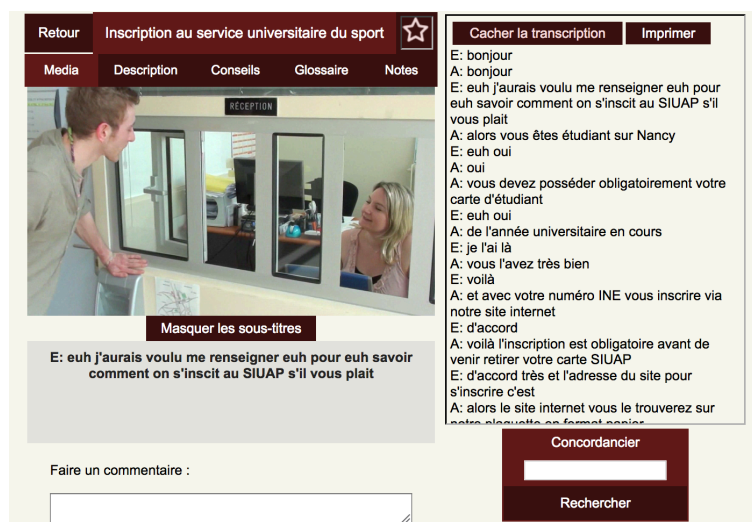 Retour
Inscription au service universitaire du sport
Media
Description
Conseils
Glossaire
Notes
RÉCEPTION
Masquer les sous-titres
E: euh j'aurais voulu me renseigner euh pour euh savoir
comment on s'inscit au SIUAP s'il vous plait
Faire un commentaire :
Cacher la transcription
Imprimer
E: bonjour
A: bonjour
E: euh j'aurais voulu me renseigner euh pour
euh savoir comment on s'inscit au SIUAP s'il
vous plait
A: alors vous êtes étudiant sur Nancy
E: euh oui
A: oui
A: vous devez posséder obligatoirement votre
carte d'étudiant
E: euh oui
A: de l'année universitaire en cours
E: je l'ai là
A: vous l'avez très bien
E: voilà
A: et avec votre numéro INE vous inscrire via
notre site internet
E: d'accord
A: voilà l'inscription est obligatoire avant de
venir retirer votre carte SIUAP
E: d'accord très et l'adresse du site pour
s'inscrire c'est
A: alors le site internet vous le trouverez sur
notre plaquette en format papier
Concordancier
Rechercher